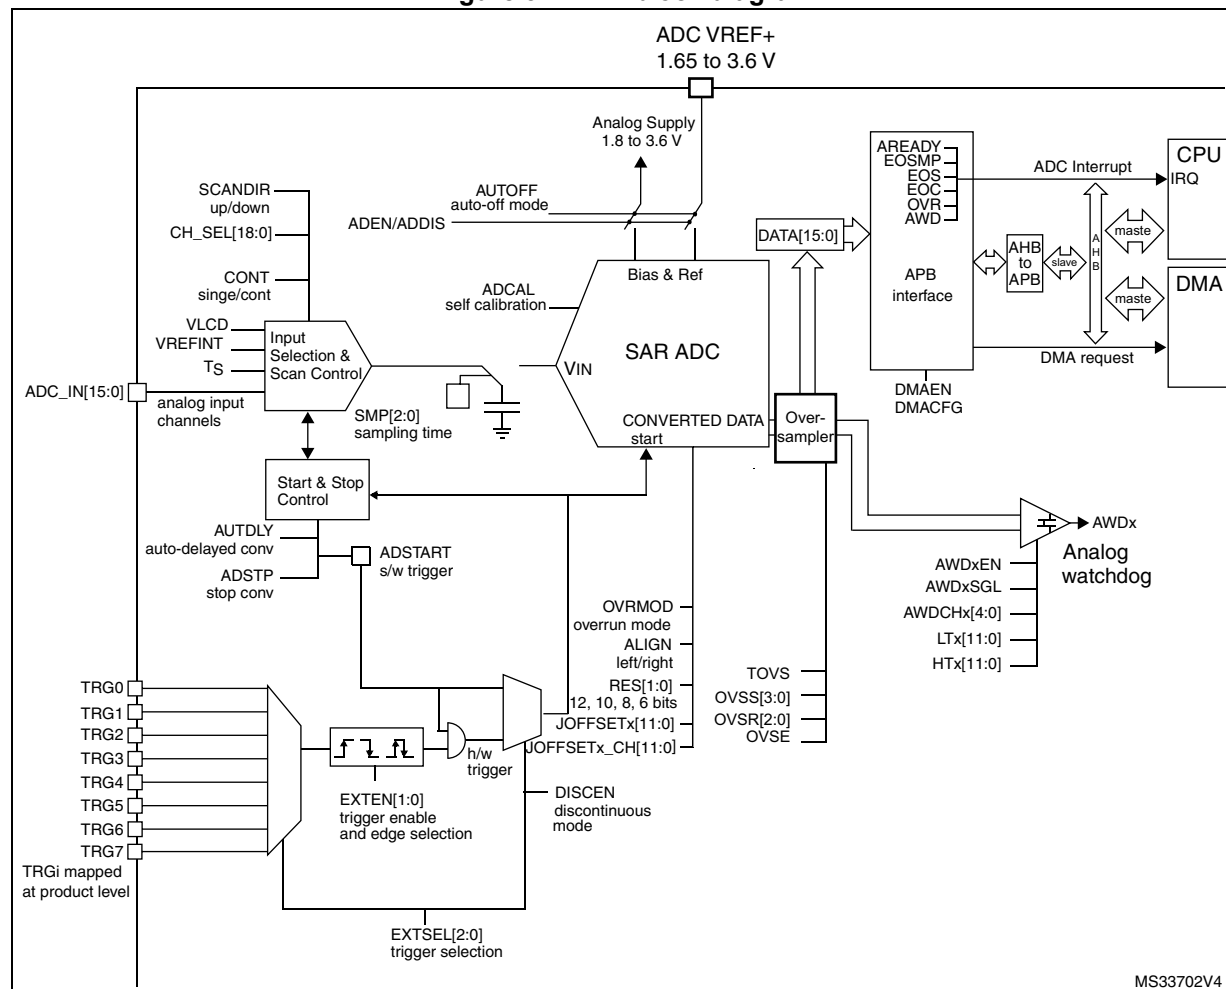 ADC VREF+
1.65 to 3.6 V
Analog Supply
1.8 to 3.6 V
AUTOFF
auto-off mode
ADEN/ADDIS
SCANDIR
up/down
CH_SEL[18:0]
CONT
singe/cont
VLCD
VREFINT
TS
ADC_IN[15:0]
analog input
channels
Input
Selection &
Scan Control
SMP[2:0]
sampling time
ADCAL
self calibration
Bias & Ref
SAR ADC
VIN
CONVERTED DATA
start
Over-
sampler
DATA[15:0]
AREADY
EOSMP
EOS
EOC
OVR
AWD
APB
interface
DMAEN
DMACFG
ADC Interrupt
CPU
IRQ
AHB
to
APB
slave
A
H
B
maste
maste
DMA
DMA request
Start & Stop
Control
AUTDLY
auto-delayed conv
ADSTP
stop conv
ADSTART
s/w trigger
AWDx
Analog
watchdog
AWDxEN
AWDxSGL
AWDCHx[4:0]
LTx[11:0]
HTx[11:0]
OVRMOD
overrun mode
ALIGN
left/right
RES[1:0]
12, 10, 8, 6 bits
JOFFSETx[11:0]
JOFFSETx_CH[11:0]
TOVS
OVSS[3:0]
OVSR[2:0]
OVSE
TRG0
TRG1
TRG2
TRG3
TRG4
TRG5
TRG6
TRG7
TRGi mapped
at product level
h/w
trigger
EXTEN[1:0]
trigger enable
and edge selection
DISCEN
discontinuous
mode
EXTSEL[2:0]
trigger selection
MS33702V4